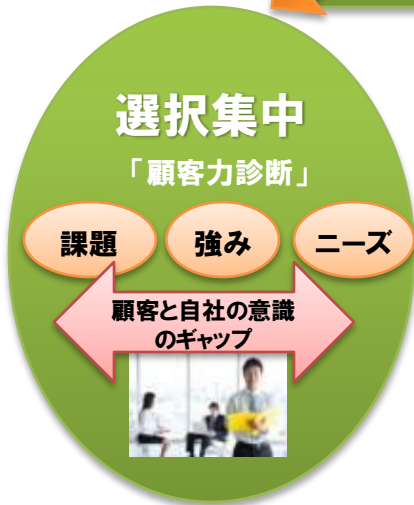 選択集中
「顧客力診断」
課題 強み ニーズ
顧客と自社の意識
のギャップ